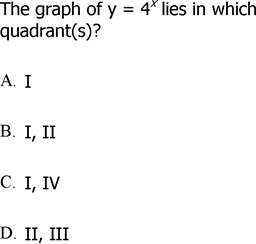 The graph of y = 4ˣ lies in which
quadrant(s)?
A. I
B. I, II
C. I, IV
D. II, III